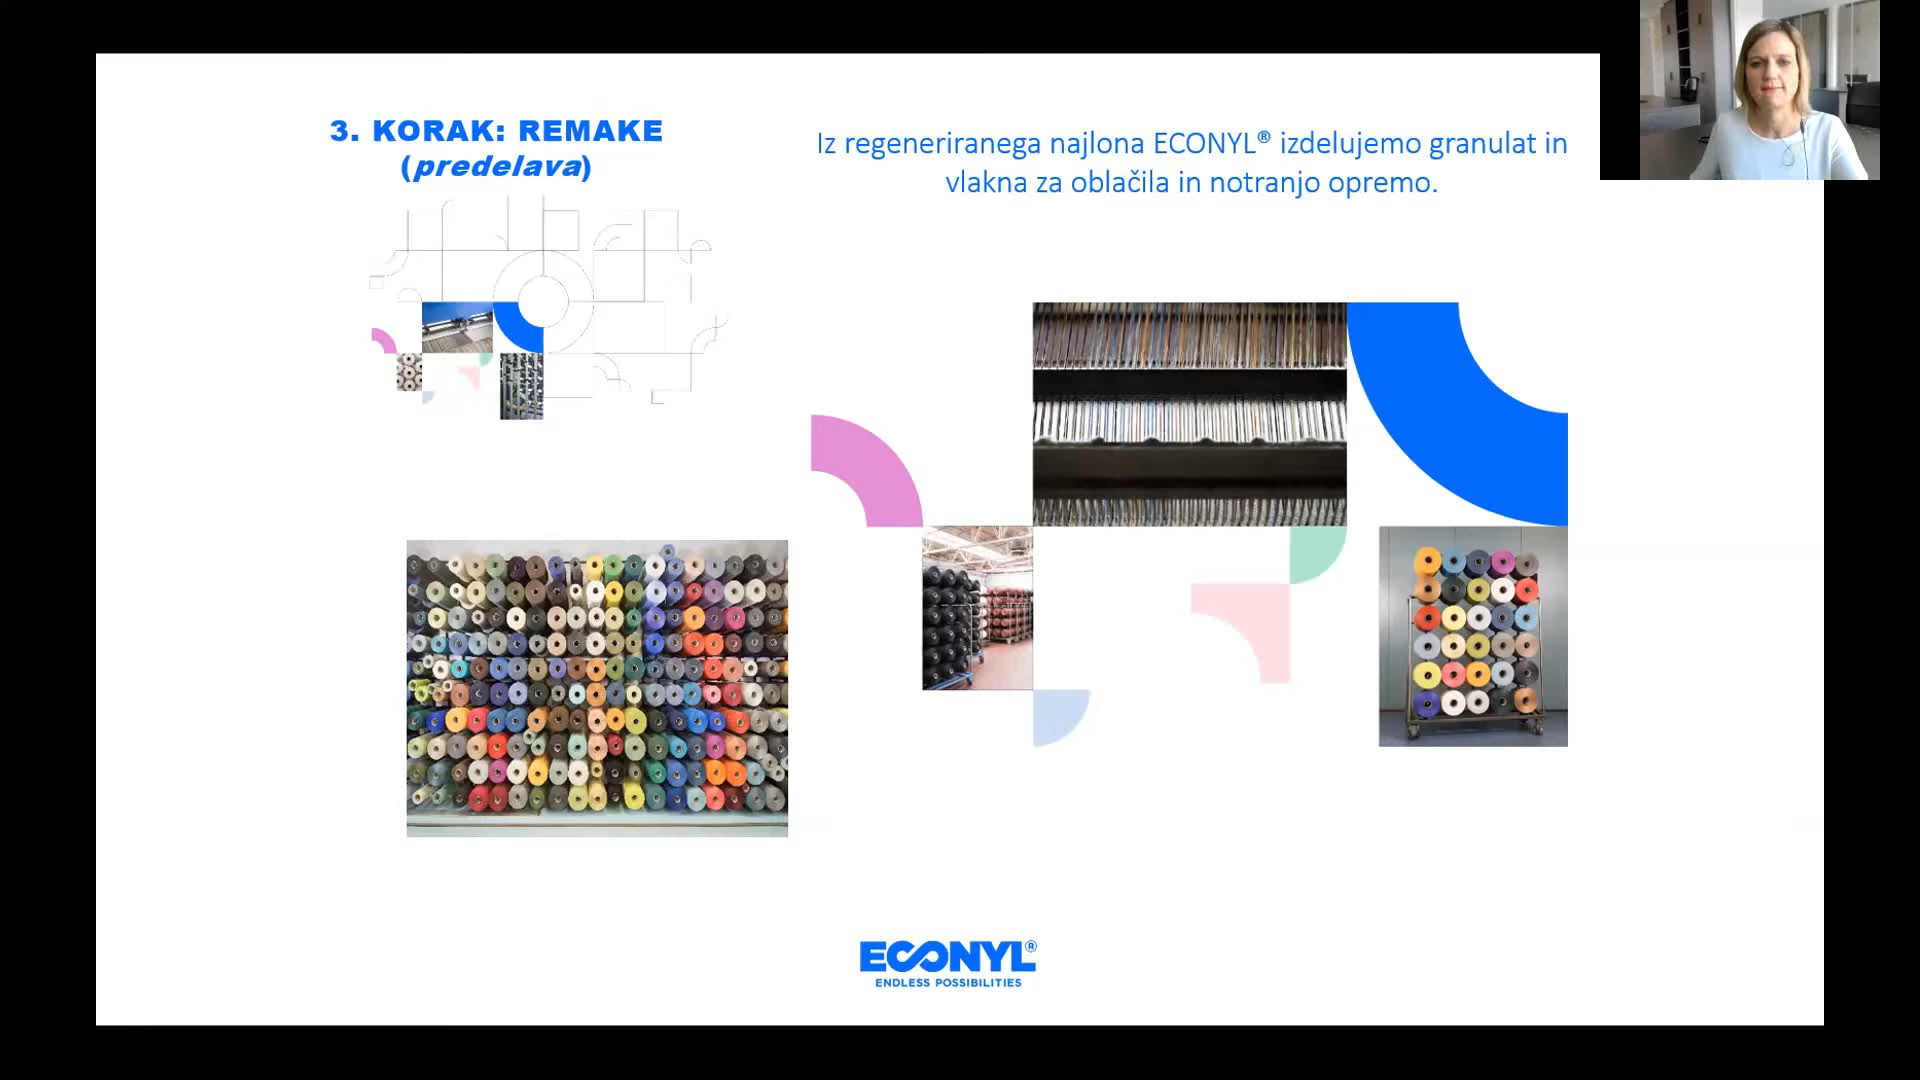 3. KORAK: REMAKE
(predelava)
Iz regeneriranega najlona ECONYL® izdelujemo granulat in
vlakna za oblačila in notranjo opremo.
ECONYL®
ENDLESS POSSIBILITIES